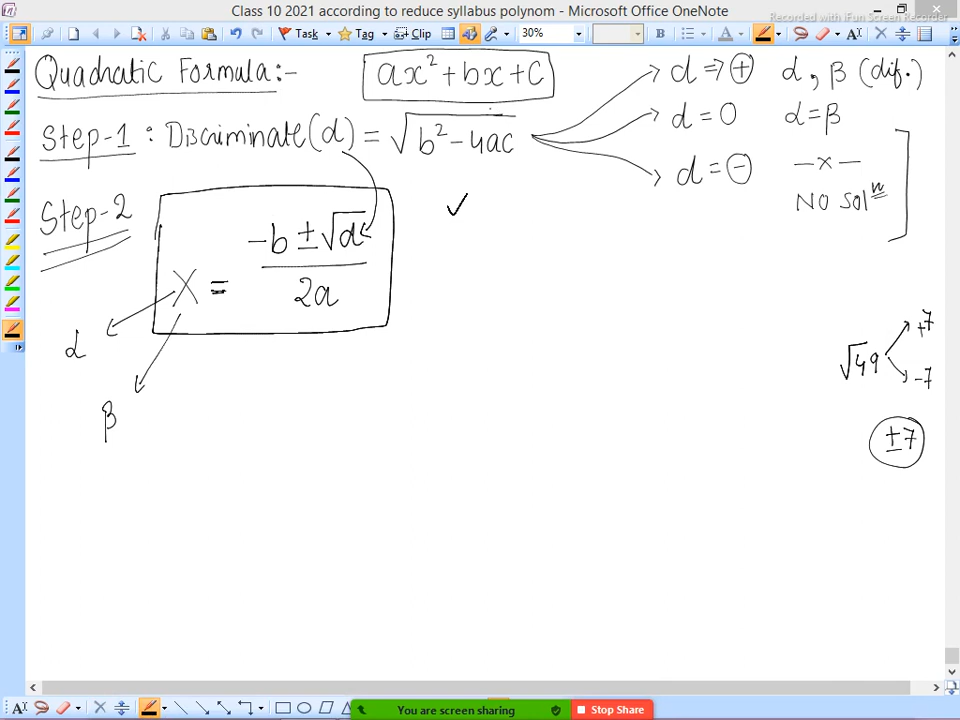 Class 10 2021 according to reduce syllabus polynom - Microsoft Office OneNote
Recorded with iFun Screen Recorder
Task Tag Clip 30% B A A
Quadratic Formula:- ax² + bx + c
d ⇒ ⊕ α, β (dif.)
d = 0 α = β
d = ⊖ —x—
No solⁿ
Step-1 : Discriminate (d) = √b² - 4ac
Step-2
x = -b ± √d / 2a
✓
α
β
√49 +7
-7
±7
A You are screen sharing Stop Share